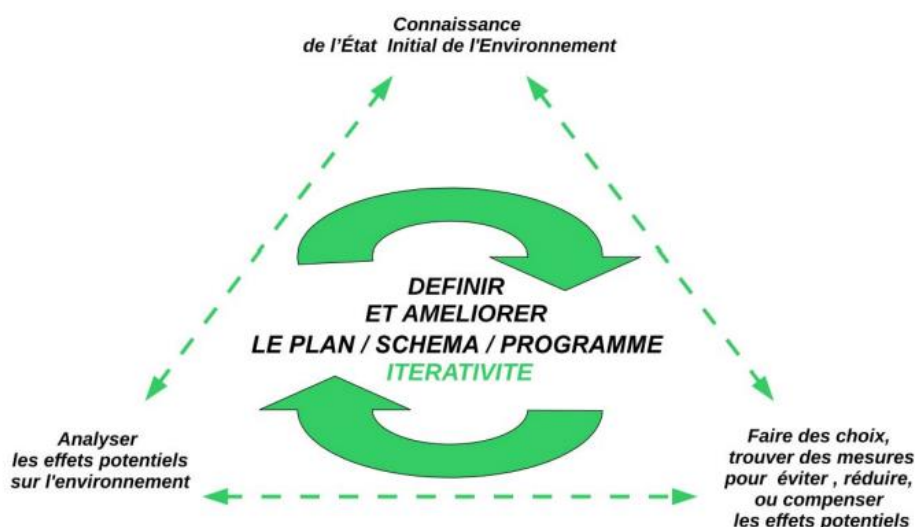 Connaissance
de l'État Initial de l'Environnement
DEFINIR
ET AMELIORER
LE PLAN / SCHEMA / PROGRAMME
ITERATIVITE
Analyser
les effets potentiels
sur l'environnement
Faire des choix,
trouver des mesures
pour éviter , réduire,
ou compenser
les effets potentiels